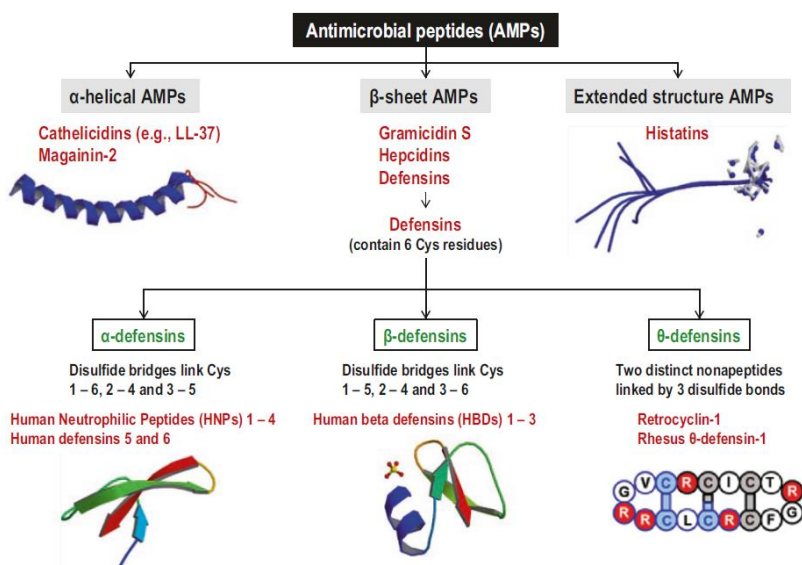 Antimicrobial peptides (AMPs)
α-helical AMPs
Cathelicidins (e.g., LL-37)
Magainin-2
β-sheet AMPs
Gramicidin S
Hepcidins
Defensins
Defensins
(contain 6 Cys residues)
Extended structure AMPs
Histatins
α-defensins
Disulfide bridges link Cys
1 – 6, 2 – 4 and 3 – 5
Human Neutrophilic Peptides (HNPs) 1 – 4
Human defensins 5 and 6
β-defensins
Disulfide bridges link Cys
1 – 5, 2 – 4 and 3 – 6
Human beta defensins (HBDs) 1 – 3
θ-defensins
Two distinct nonapeptides
linked by 3 disulfide bonds
Retrocyclin-1
Rhesus θ-defensin-1
G V C R C I C T R
R R C L C R C F G